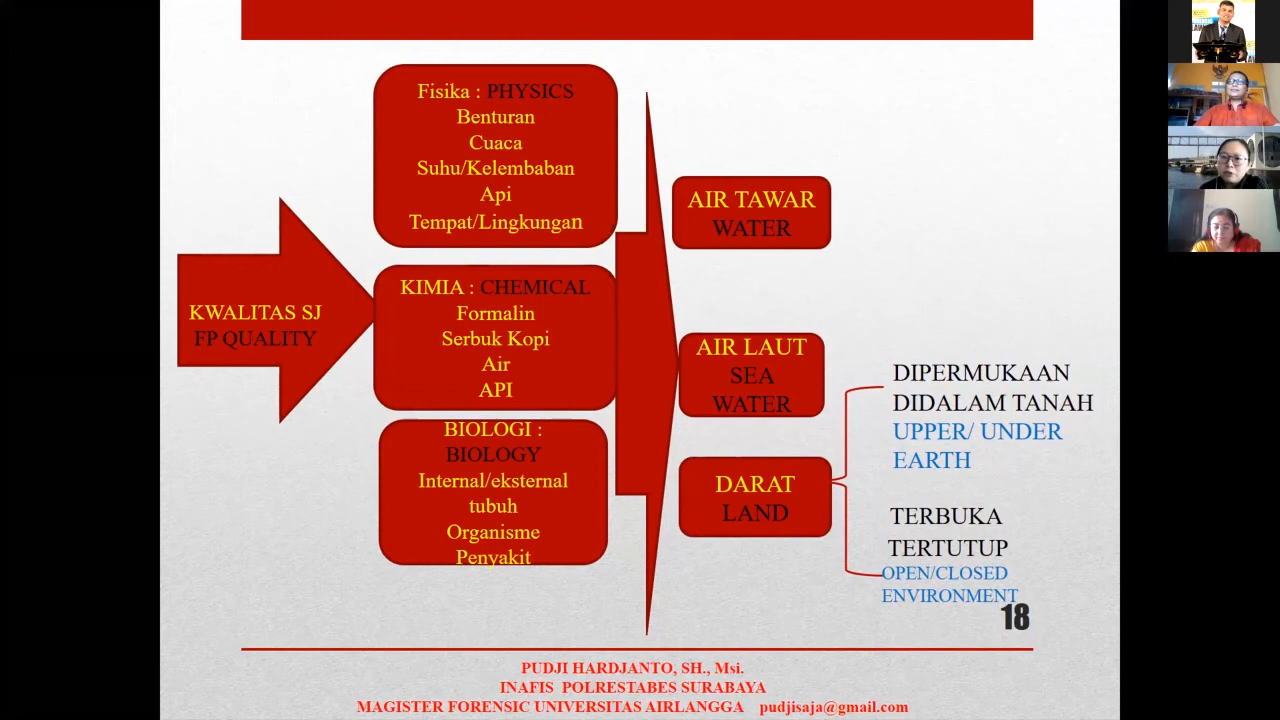 Fisika : PHYSICS
Benturan
Cuaca
Suhu/Kelembaban
Api
Tempat/Lingkungan
KWALITAS SJ
FP QUALITY
KIMIA : CHEMICAL
Formalin
Serbuk Kopi
Air
API
BIOLOGI :
BIOLOGY
Internal/eksternal
tubuh
Organisme
Penyakit
AIR TAWAR
WATER
AIR LAUT
SEA
WATER
DARAT
LAND
DIPERMUKAAN
DIDALAM TANAH
UPPER/ UNDER
EARTH
TERBUKA
TERTUTUP
OPEN/CLOSED
ENVIRONMENT
18
PUDJI HARDJANTO, SH., Msi.
INAFIS POLRESTABES SURABAYA
MAGISTER FORENSIC UNIVERSITAS AIRLANGGA pudjisaja@gmail.com